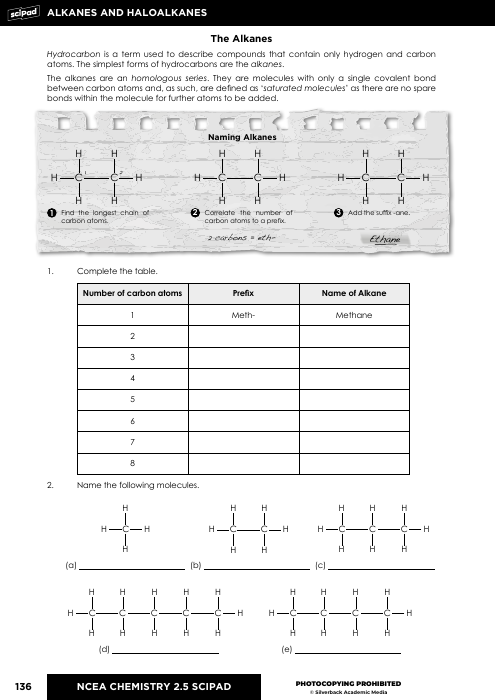 scipad ALKANES AND HALOALKANES
The Alkanes
Hydrocarbon is a term used to describe compounds that contain only hydrogen and carbon
atoms. The simplest forms of hydrocarbons are the alkanes.
The alkanes are an homologous series. They are molecules with only a single covalent bond
between carbon atoms and, as such, are defined as 'saturated molecules' as there are no spare
bonds within the molecule for further atoms to be added.
Naming Alkanes
H H H H H H
H C 1 C 2 H H C C H H C C H
H H H H H H
1 Find the longest chain of
carbon atoms.
2 Correlate the number of
carbon atoms to a prefix.
3 Add the suffix -ane.
2 carbons = eth-
Ethane
1. Complete the table.
Number of carbon atoms Prefix Name of Alkane
1 Meth- Methane
2
3
4
5
6
7
8
2. Name the following molecules.
H H H H H H
H C H H C C H H C C C H
H H H H H H
(a) (b) (c)
H H H H H H H H H
H C C C C C H H C C C C H
H H H H H H H H H
(d) (e)
136 NCEA CHEMISTRY 2.5 SCIPAD PHOTOCOPYING PROHIBITED
© Silverback Academic Media